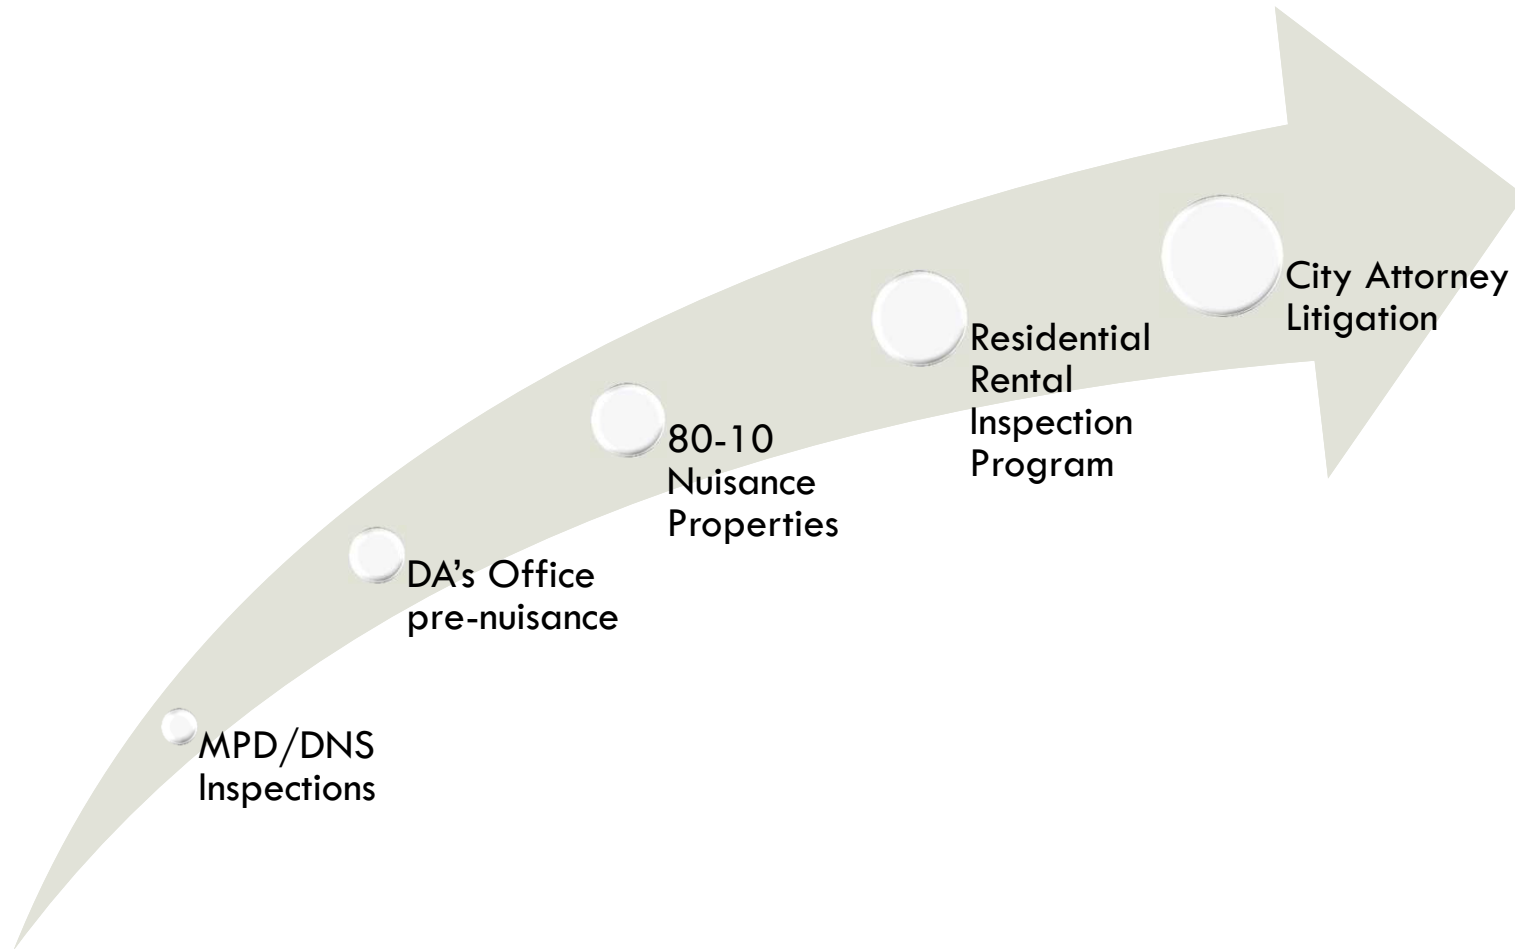 MPD/DNS
Inspections
DA’s Office
pre-nuisance
80-10
Nuisance
Properties
Residential
Rental
Inspection
Program
City Attorney
Litigation